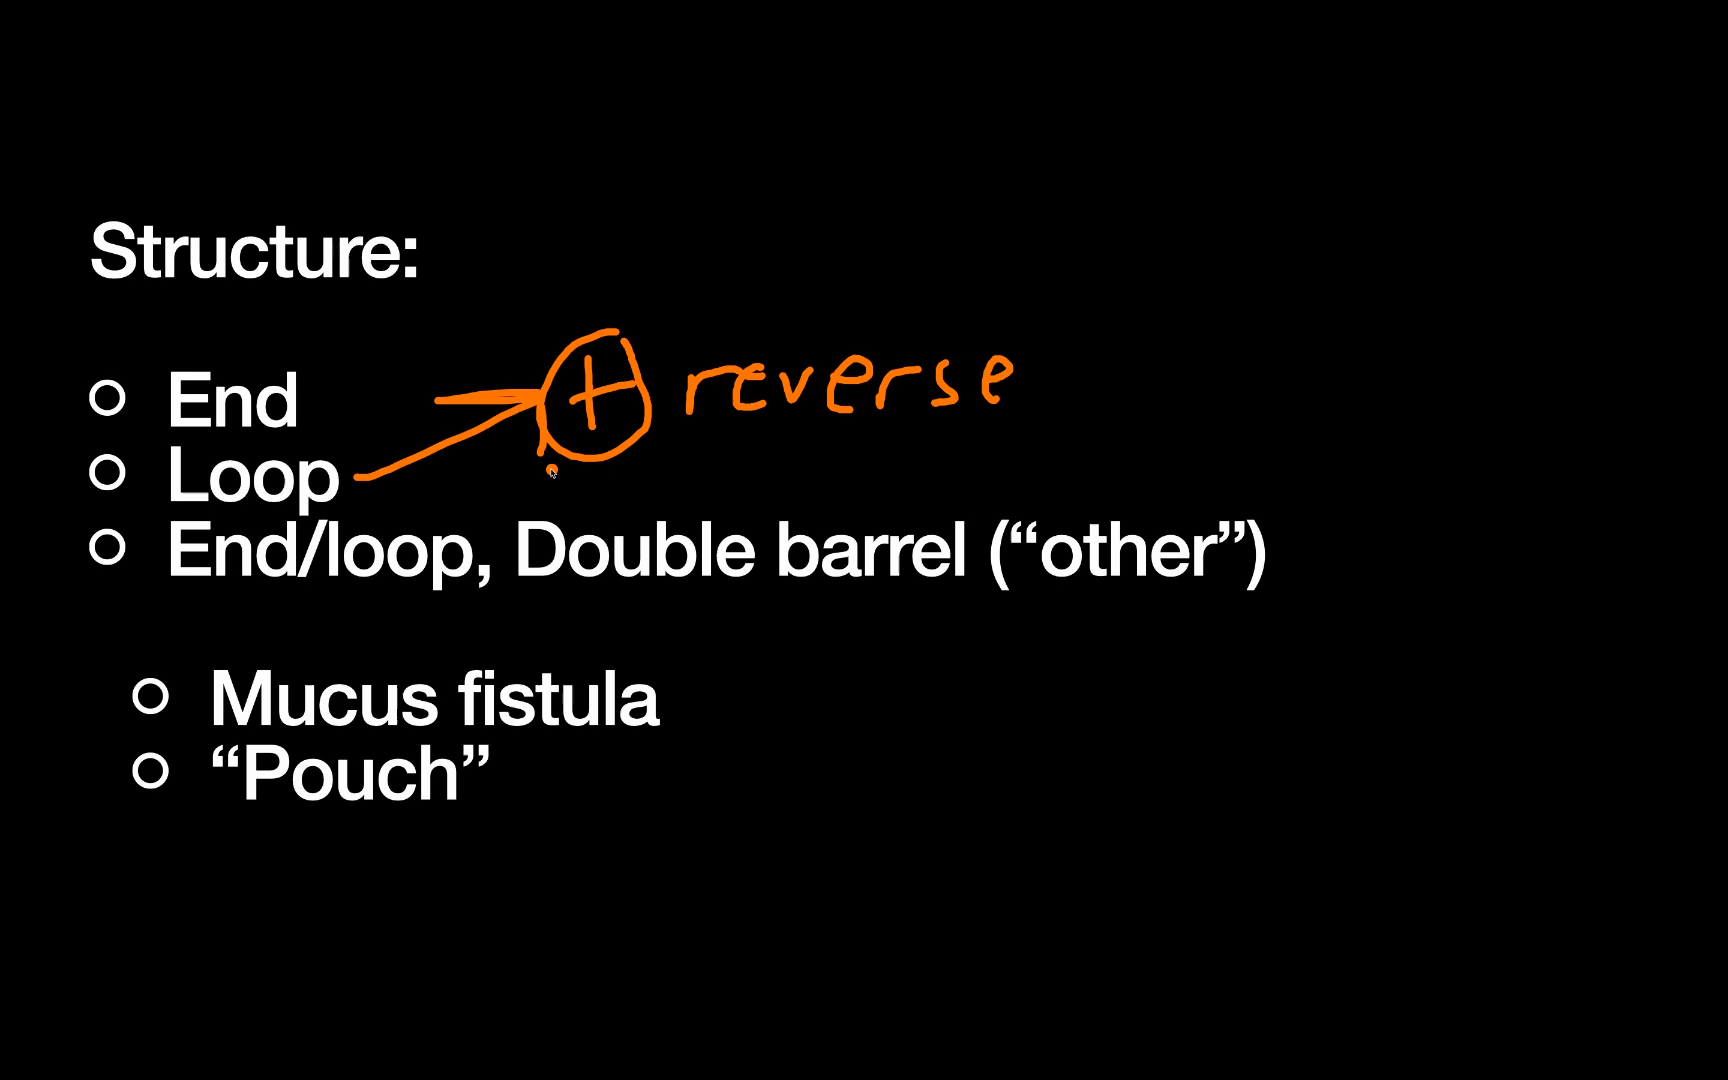 Structure:
End
+ reverse
Loop
End/loop, Double barrel (“other”)
Mucus fistula
“Pouch”